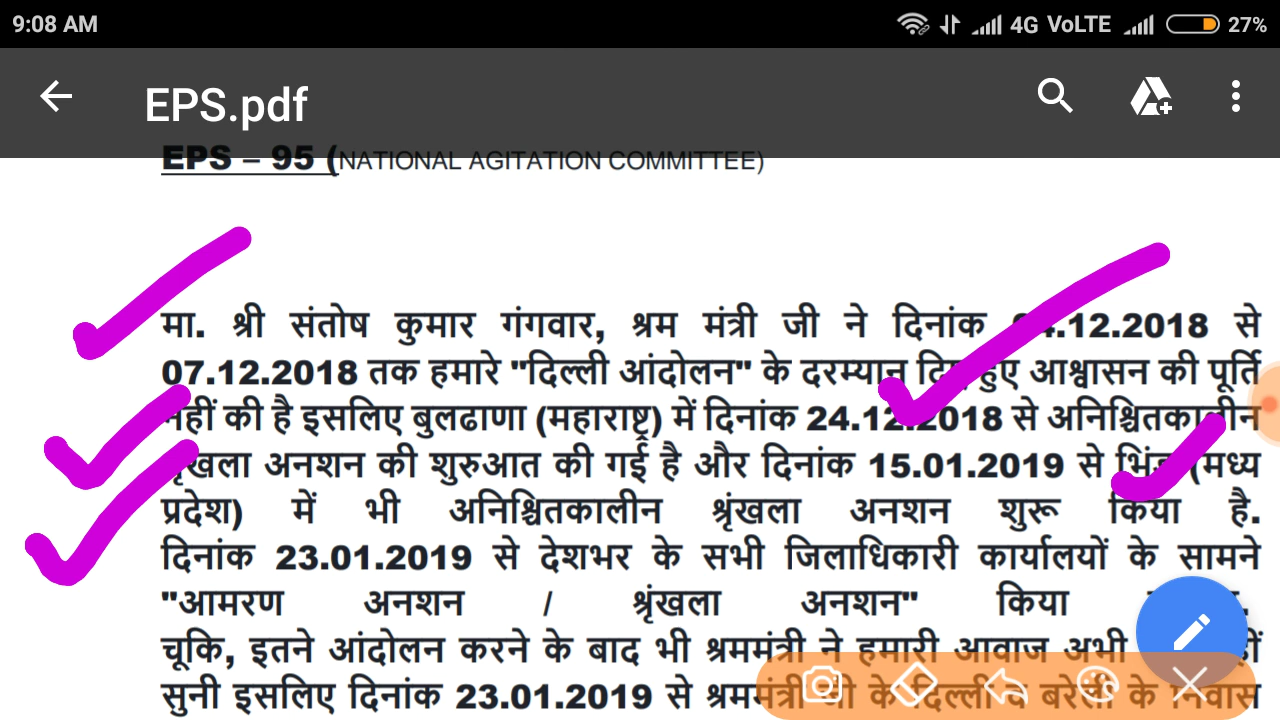 9:08 AM 4G VoLTE 27%
EPS.pdf
EPS – 95 (NATIONAL AGITATION COMMITTEE)
मा. श्री संतोष कुमार गंगवार, श्रम मंत्री जी ने दिनांक 04.12.2018 से
07.12.2018 तक हमारे "दिल्ली आंदोलन" के दरम्यान दिए हुए आश्वासन की पूर्ति
नहीं की है इसलिए बुलढाणा (महाराष्ट्र) में दिनांक 24.12.2018 से अनिश्चितकालीन
श्रृंखला अनशन की शुरुआत की गई है और दिनांक 15.01.2019 से भिंड (मध्य
प्रदेश) में भी अनिश्चितकालीन श्रृंखला अनशन शुरू किया है.
दिनांक 23.01.2019 से देशभर के सभी जिलाधिकारी कार्यालयों के सामने
"आमरण अनशन / श्रृंखला अनशन" किया
चूकि, इतने आंदोलन करने के बाद भी श्रममंत्री ने हमारी आवाज अभी
सुनी इसलिए दिनांक 23.01.2019 से श्रममंत्री जी के दिल्ली व बरेली के निवास